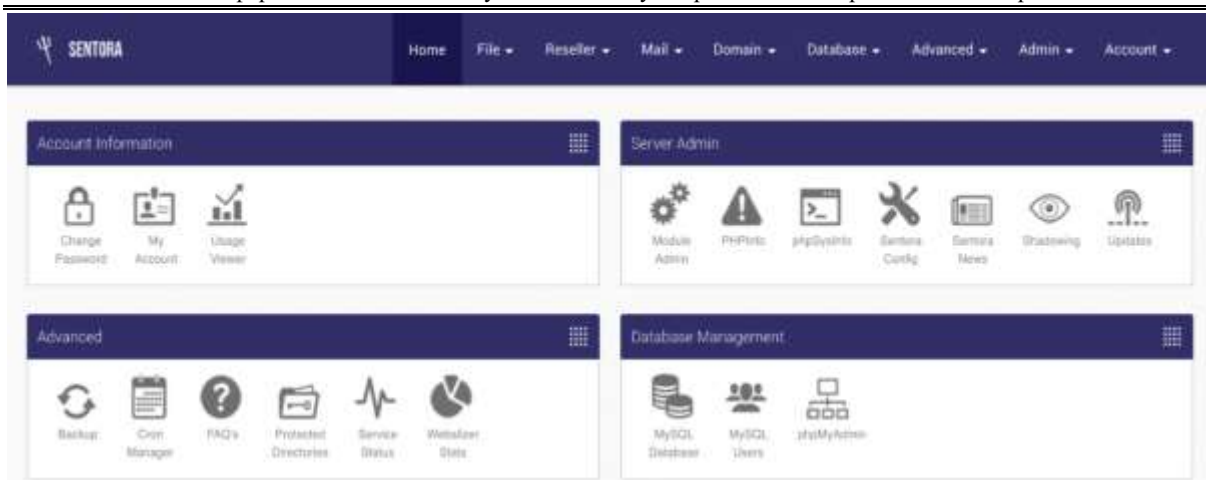 SENTORA
Home File Reseller Mail Domain Database Advanced Admin Account
Account Information
Change Password
My Account
Usage Viewer
Server Admin
Module Admin
PHPInfo
phpSysInfo
Sentora Config
Sentora News
Shadowing
Updates
Advanced
Backup
Cron Manager
FAQ's
Protected Directories
Service Status
Webalizer Stats
Database Management
MySQL Database
MySQL Users
phpMyAdmin